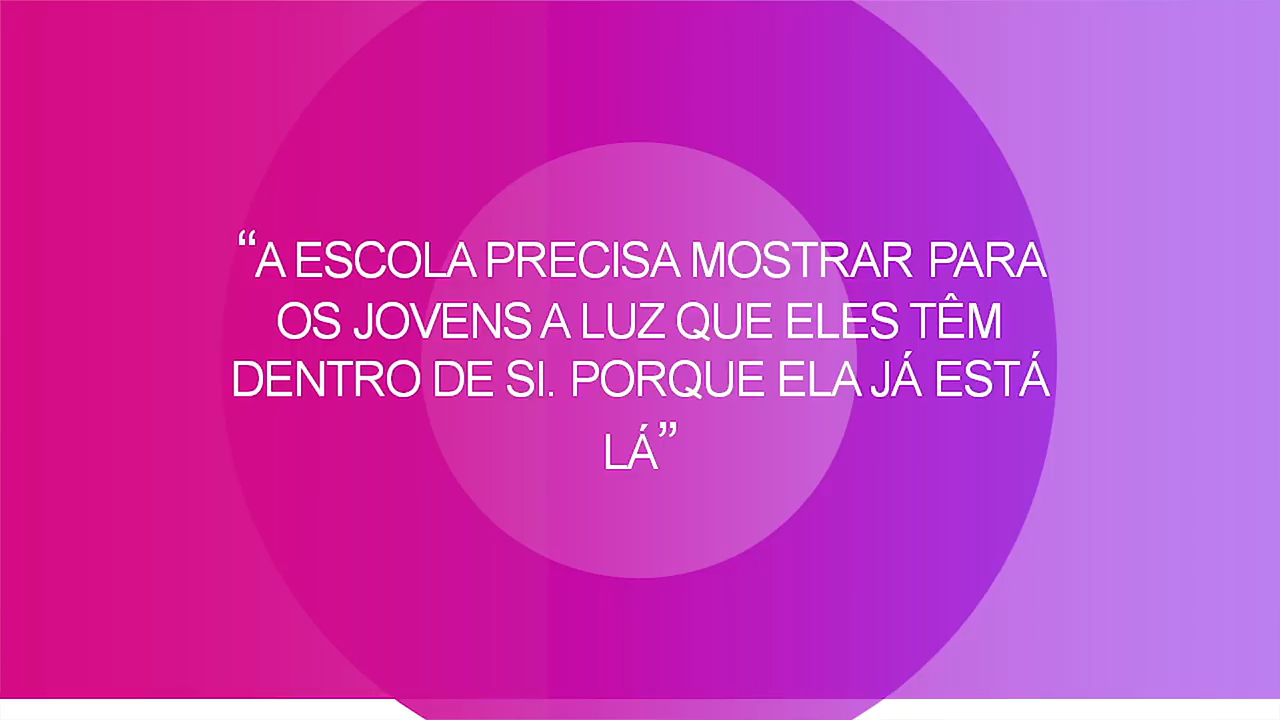 “A ESCOLA PRECISA MOSTRAR PARA
OS JOVENS A LUZ QUE ELES TÊM
DENTRO DE SI. PORQUE ELA JÁ ESTÁ
LÁ”